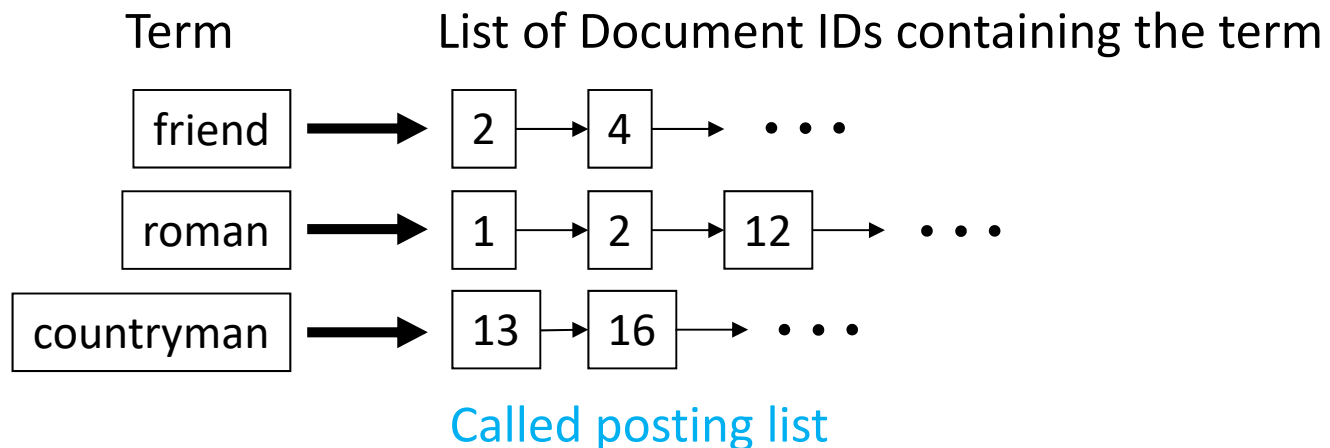 Term List of Document IDs containing the term
friend 2 4 • • •
roman 1 2 12 • • •
countryman 13 16 • • •
Called posting list